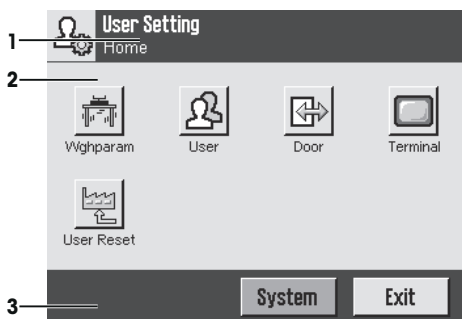 User Setting
1
Home
2
Wghparam User Door Terminal
User Reset
3 System Exit